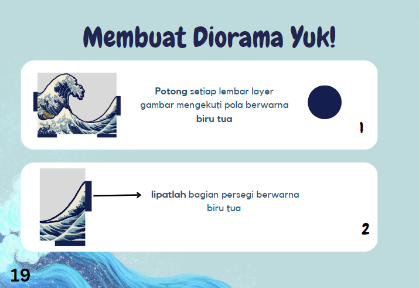 Membuat Diorama Yuk!
Potong setiap lembar layer
gambar mengekuti pola berwarna
biru tua
1
lipatlah bagian persegi berwarna
biru tua
2
19